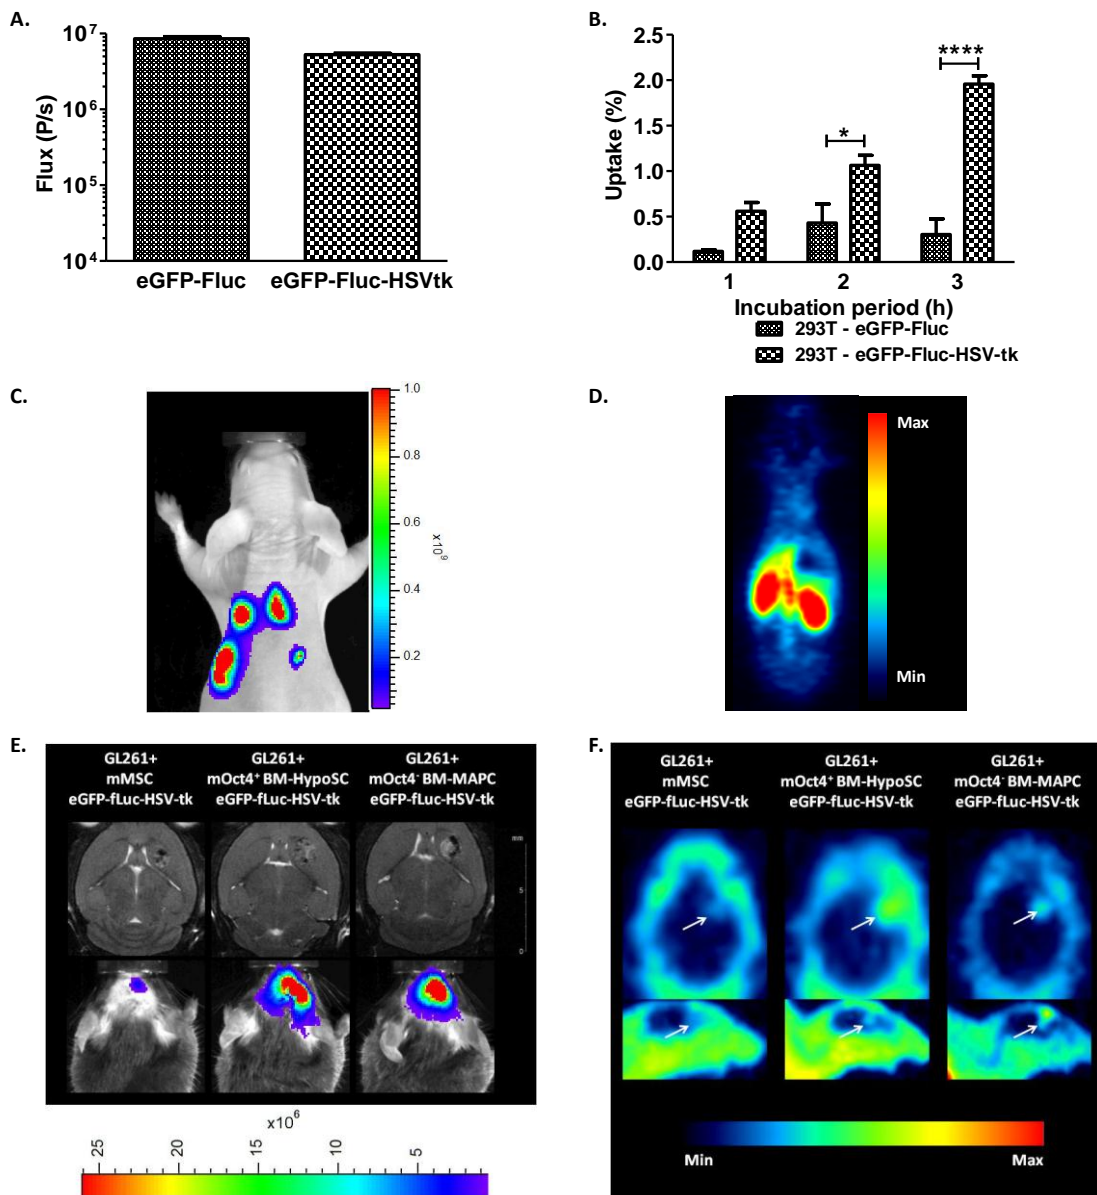 A.
Flux (P/s)
10⁷
10⁶
10⁵
10⁴
eGFP-Fluc
eGFP-Fluc-HSVtk
B.
Uptake (%)
2.5
2.0
1.5
1.0
0.5
0.0
*
****
1
2
3
Incubation period (h)
293T - eGFP-Fluc
293T - eGFP-Fluc-HSV-tk
C.
1.0
0.8
0.6
0.4
0.2
x10⁹
D.
Max
Min
E.
GL261+
mMSC
eGFP-fLuc-HSV-tk
GL261+
mOct4⁺ BM-HypoSC
eGFP-fLuc-HSV-tk
GL261+
mOct4⁻ BM-MAPC
eGFP-fLuc-HSV-tk
mm
5
0
x10⁶
25
20
15
10
5
F.
GL261+
mMSC
eGFP-fLuc-HSV-tk
GL261+
mOct4⁺ BM-HypoSC
eGFP-fLuc-HSV-tk
GL261+
mOct4⁻ BM-MAPC
eGFP-fLuc-HSV-tk
Min
Max